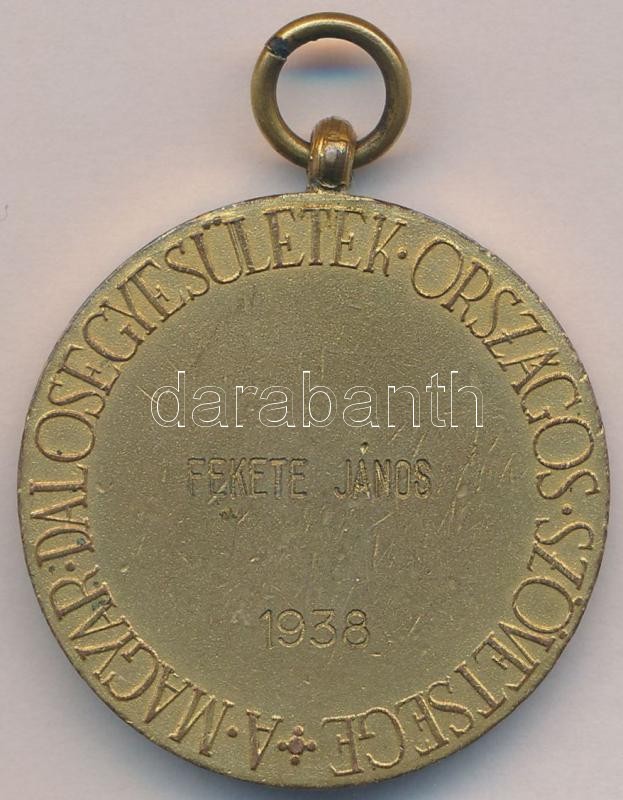 A · MAGYAR · DALOSEGYESÜLETEK · ORSZÁGOS · SZÖVETSÉGE
darabanth
FEKETE JÁNOS
1938